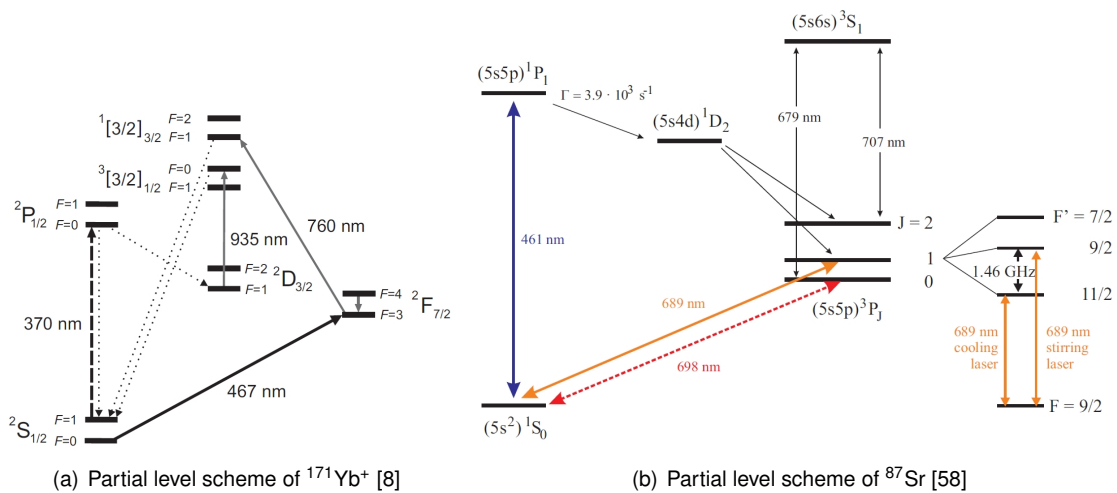 ¹[3/2]₃/₂
F=2
F=1
³[3/2]₁/₂
F=0
F=1
²P₁/₂
F=1
F=0
935 nm
760 nm
F=2
²D₃/₂
F=1
370 nm
F=4
²F₇/₂
F=3
467 nm
²S₁/₂
F=1
F=0
(a) Partial level scheme of ¹⁷¹Yb⁺ [8]
(5s6s) ³S₁
(5s5p) ¹P₁
Γ = 3.9 · 10³ s⁻¹
(5s4d) ¹D₂
679 nm
707 nm
461 nm
J = 2
1
0
(5s5p) ³P_J
F' = 7/2
9/2
1.46 GHz
11/2
689 nm
698 nm
689 nm
cooling
laser
689 nm
stirring
laser
F = 9/2
(5s²) ¹S₀
(b) Partial level scheme of ⁸⁷Sr [58]